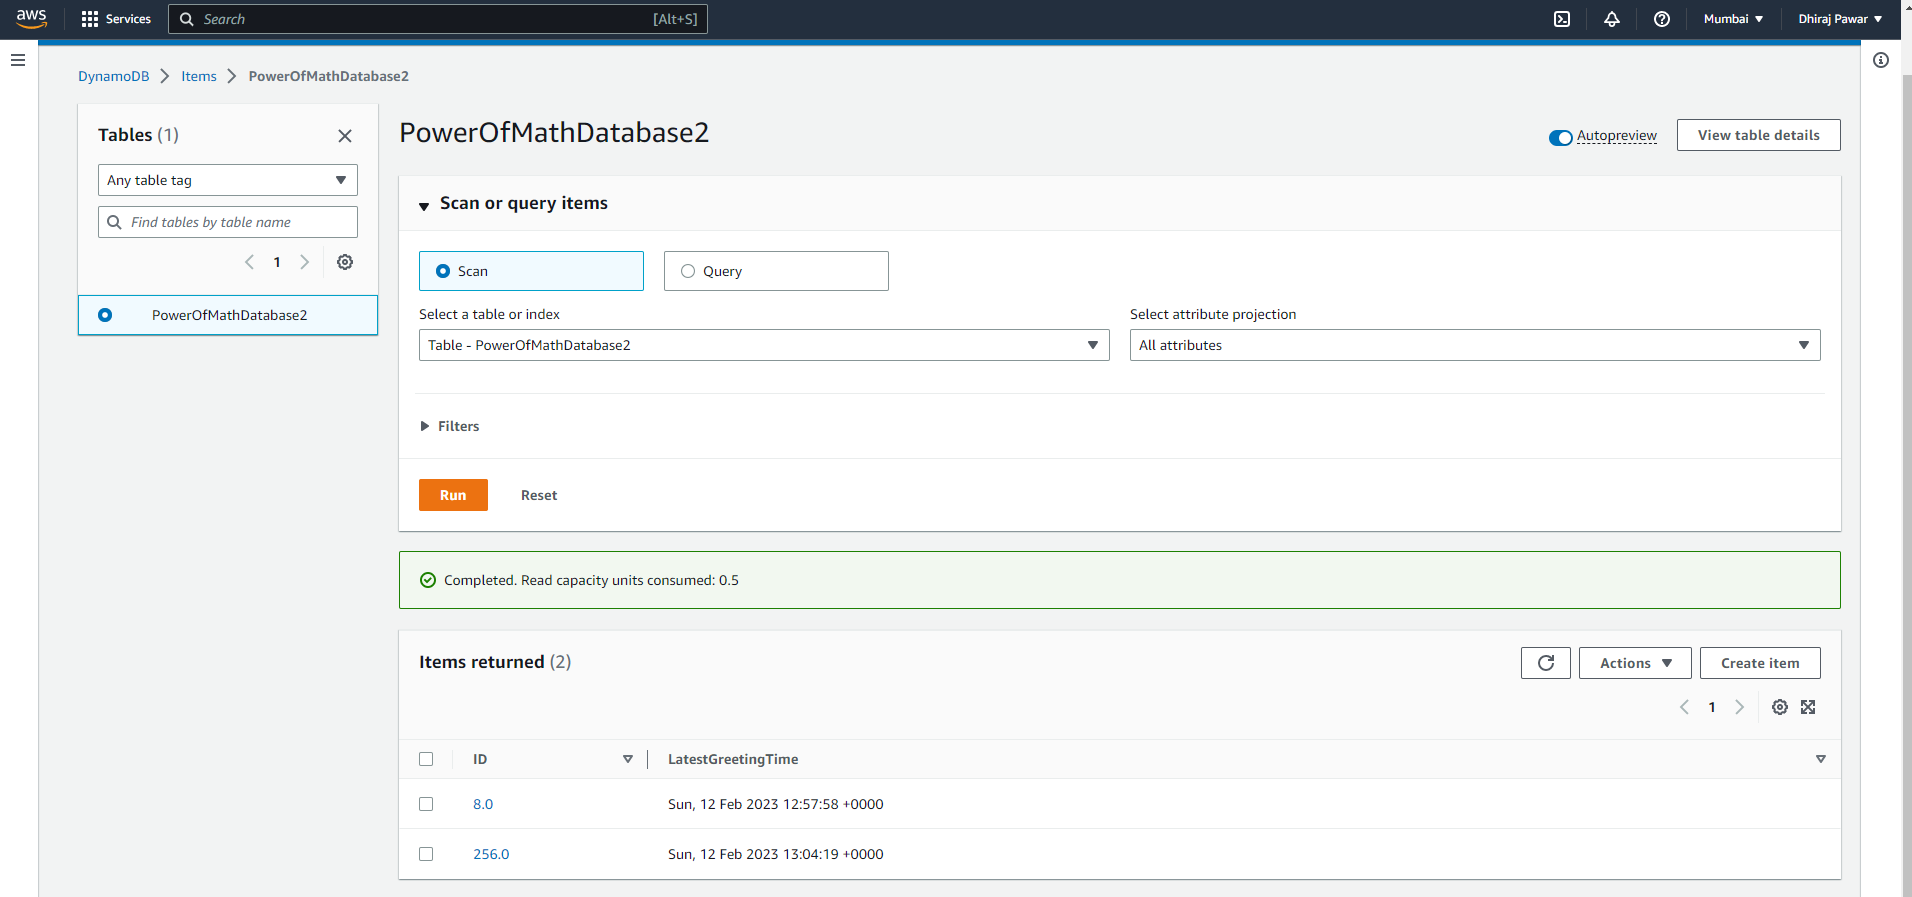 aws Services Search [Alt+S] Mumbai Dhiraj Pawar
DynamoDB Items PowerOfMathDatabase2
Tables (1)
Any table tag
Find tables by table name
1
PowerOfMathDatabase2
PowerOfMathDatabase2
Autopreview View table details
Scan or query items
Scan Query
Select a table or index Select attribute projection
Table - PowerOfMathDatabase2 All attributes
Filters
Run Reset
Completed. Read capacity units consumed: 0.5
Items returned (2)
Actions Create item
1
ID LatestGreetingTime
8.0 Sun, 12 Feb 2023 12:57:58 +0000
256.0 Sun, 12 Feb 2023 13:04:19 +0000